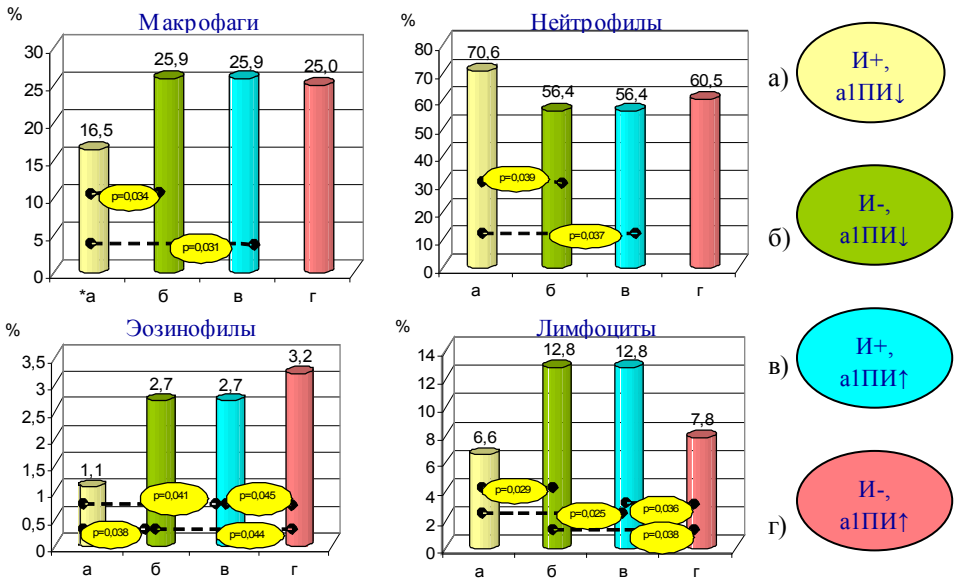 %
Макрофаги
30
25
20
15
10
5
0
16,5
25,9
25,9
25,0
p=0,034
p=0,031
*а
б
в
г
%
Нейтрофилы
80
70
60
50
40
30
20
10
0
70,6
56,4
56,4
60,5
p=0,039
p=0,037
а
б
в
г
%
Эозинофилы
3,5
3
2,5
2
1,5
1
0,5
0
1,1
2,7
2,7
3,2
p=0,041
p=0,045
p=0,038
p=0,044
а
б
в
г
%
Лимфоциты
14
12
10
8
6
4
2
0
6,6
12,8
12,8
7,8
p=0,029
p=0,025
p=0,036
p=0,038
а
б
в
г
а)
И+,
а1ПИ↓
б)
И-,
а1ПИ↓
в)
И+,
а1ПИ↑
г)
И-,
а1ПИ↑